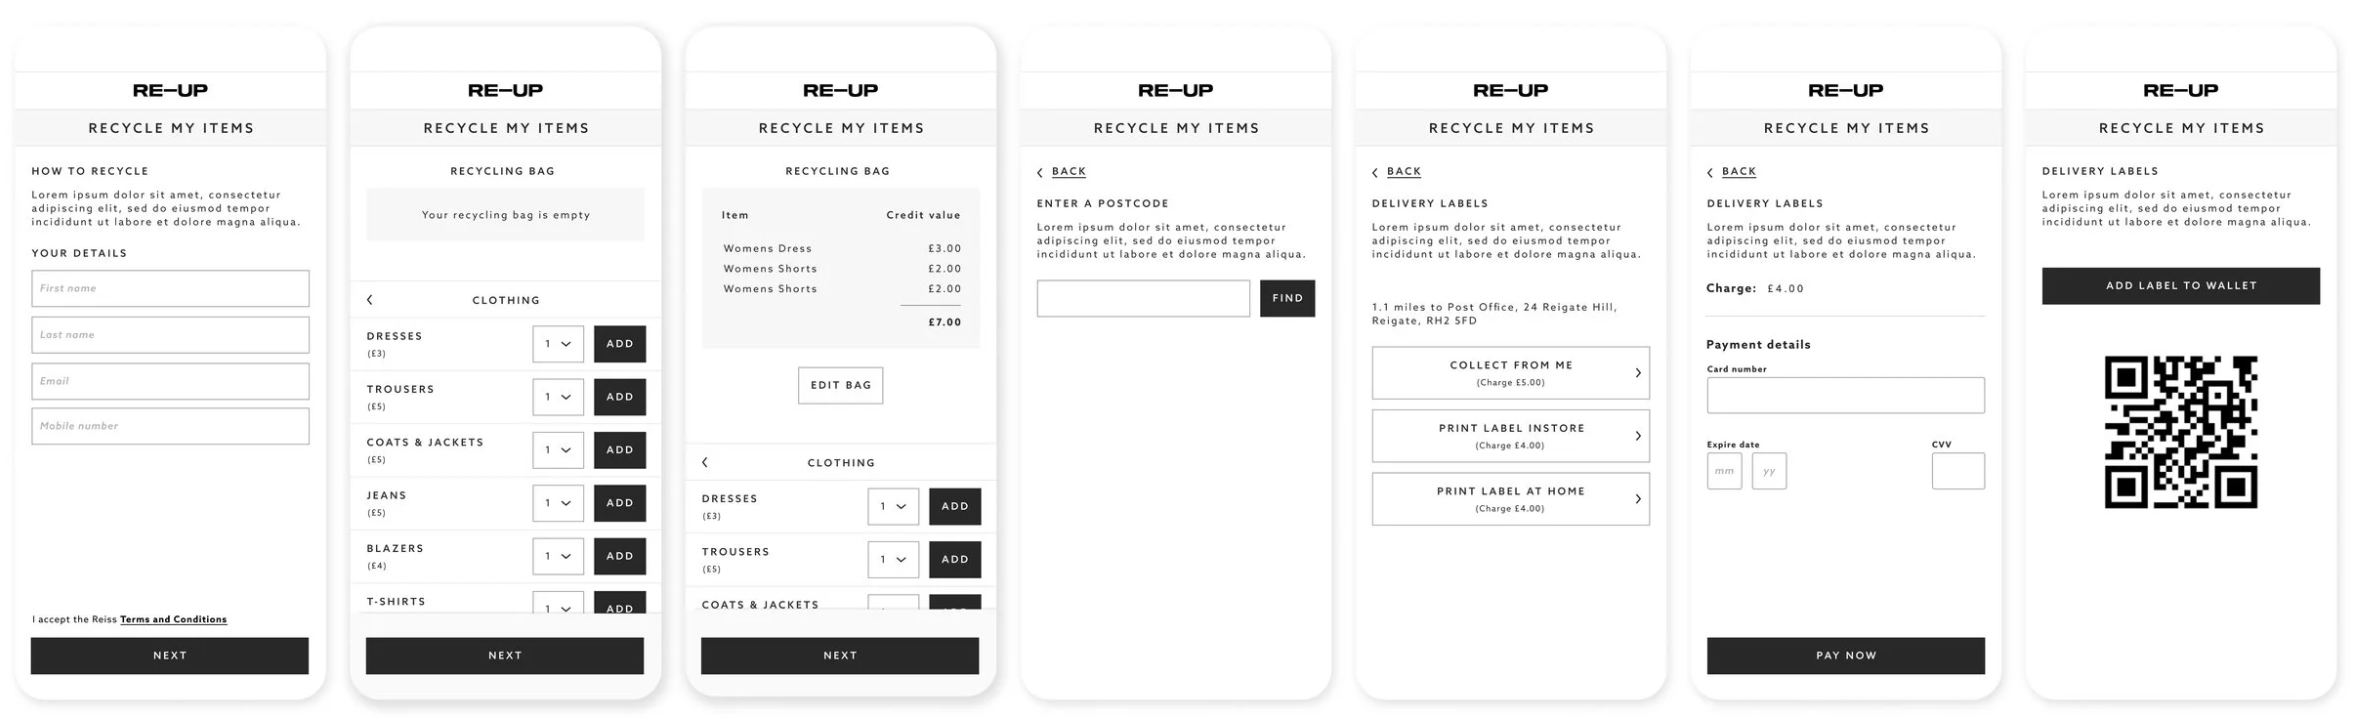 RE–UP
RECYCLE MY ITEMS
HOW TO RECYCLE
Lorem ipsum dolor sit amet, consectetur
adipiscing elit, sed do eiusmod tempor
incididunt ut labore et dolore magna aliqua.
YOUR DETAILS
First name
Last name
Email
Mobile number
I accept the Reiss Terms and Conditions
NEXT
RE–UP
RECYCLE MY ITEMS
RECYCLING BAG
Your recycling bag is empty
CLOTHING
DRESSES
(£3)
1
ADD
TROUSERS
(£5)
1
ADD
COATS & JACKETS
(£5)
1
ADD
JEANS
(£5)
1
ADD
BLAZERS
(£4)
1
ADD
T-SHIRTS
1
ADD
NEXT
RE–UP
RECYCLE MY ITEMS
RECYCLING BAG
Item Credit value
Womens Dress £3.00
Womens Shorts £2.00
Womens Shorts £2.00
£7.00
EDIT BAG
CLOTHING
DRESSES
(£3)
1
ADD
TROUSERS
(£5)
1
ADD
COATS & JACKETS
NEXT
RE–UP
RECYCLE MY ITEMS
BACK
ENTER A POSTCODE
Lorem ipsum dolor sit amet, consectetur
adipiscing elit, sed do eiusmod tempor
incididunt ut labore et dolore magna aliqua.
FIND
RE–UP
RECYCLE MY ITEMS
BACK
DELIVERY LABELS
Lorem ipsum dolor sit amet, consectetur
adipiscing elit, sed do eiusmod tempor
incididunt ut labore et dolore magna aliqua.
1.1 miles to Post Office, 24 Reigate Hill,
Reigate, RH2 5FD
COLLECT FROM ME
(Charge £5.00)
PRINT LABEL INSTORE
(Charge £4.00)
PRINT LABEL AT HOME
(Charge £4.00)
RE–UP
RECYCLE MY ITEMS
BACK
DELIVERY LABELS
Lorem ipsum dolor sit amet, consectetur
adipiscing elit, sed do eiusmod tempor
incididunt ut labore et dolore magna aliqua.
Charge: £4.00
Payment details
Card number
Expire date CVV
mm yy
PAY NOW
RE–UP
RECYCLE MY ITEMS
DELIVERY LABELS
Lorem ipsum dolor sit amet, consectetur
adipiscing elit, sed do eiusmod tempor
incididunt ut labore et dolore magna aliqua.
ADD LABEL TO WALLET